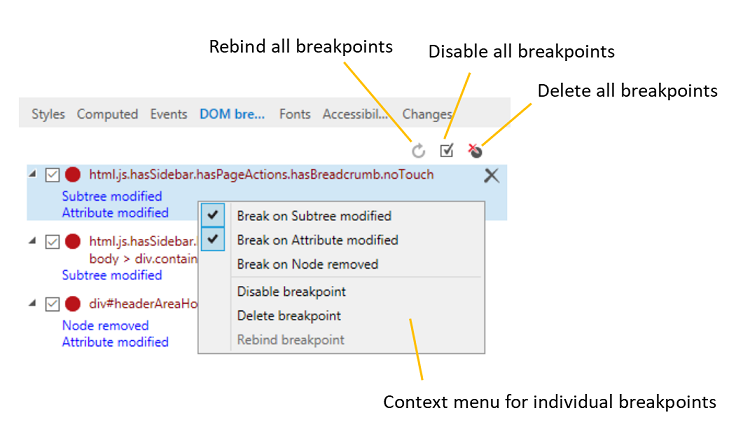 Rebind all breakpoints
Disable all breakpoints
Delete all breakpoints
Styles Computed Events DOM bre... Fonts Accessibil... Changes
html.js.hasSidebar.hasPageActions.hasBreadcrumb.noTouch
Subtree modified
Attribute modified
Break on Subtree modified
Break on Attribute modified
Break on Node removed
Disable breakpoint
Delete breakpoint
Rebind breakpoint
html.js.hasSidebar.
body > div.contain
Subtree modified
div#headerAreaHo
Node removed
Attribute modified
Context menu for individual breakpoints